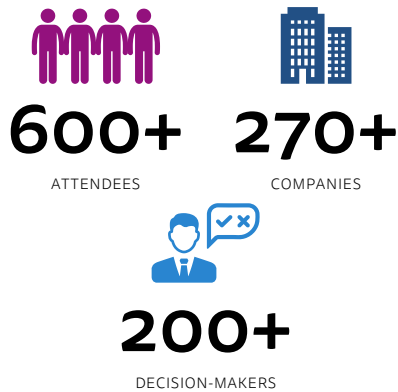 600+ 270+
ATTENDEES COMPANIES
200+
DECISION-MAKERS